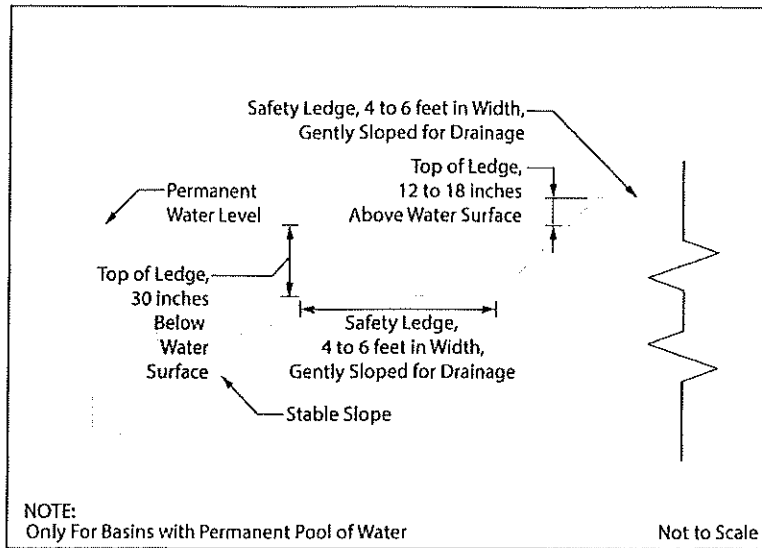 Safety Ledge, 4 to 6 feet in Width,
Gently Sloped for Drainage
Top of Ledge,
12 to 18 inches
Above Water Surface
Permanent
Water Level
Top of Ledge,
30 inches
Below
Water
Surface
Safety Ledge,
4 to 6 feet in Width,
Gently Sloped for Drainage
Stable Slope
NOTE:
Only For Basins with Permanent Pool of Water
Not to Scale